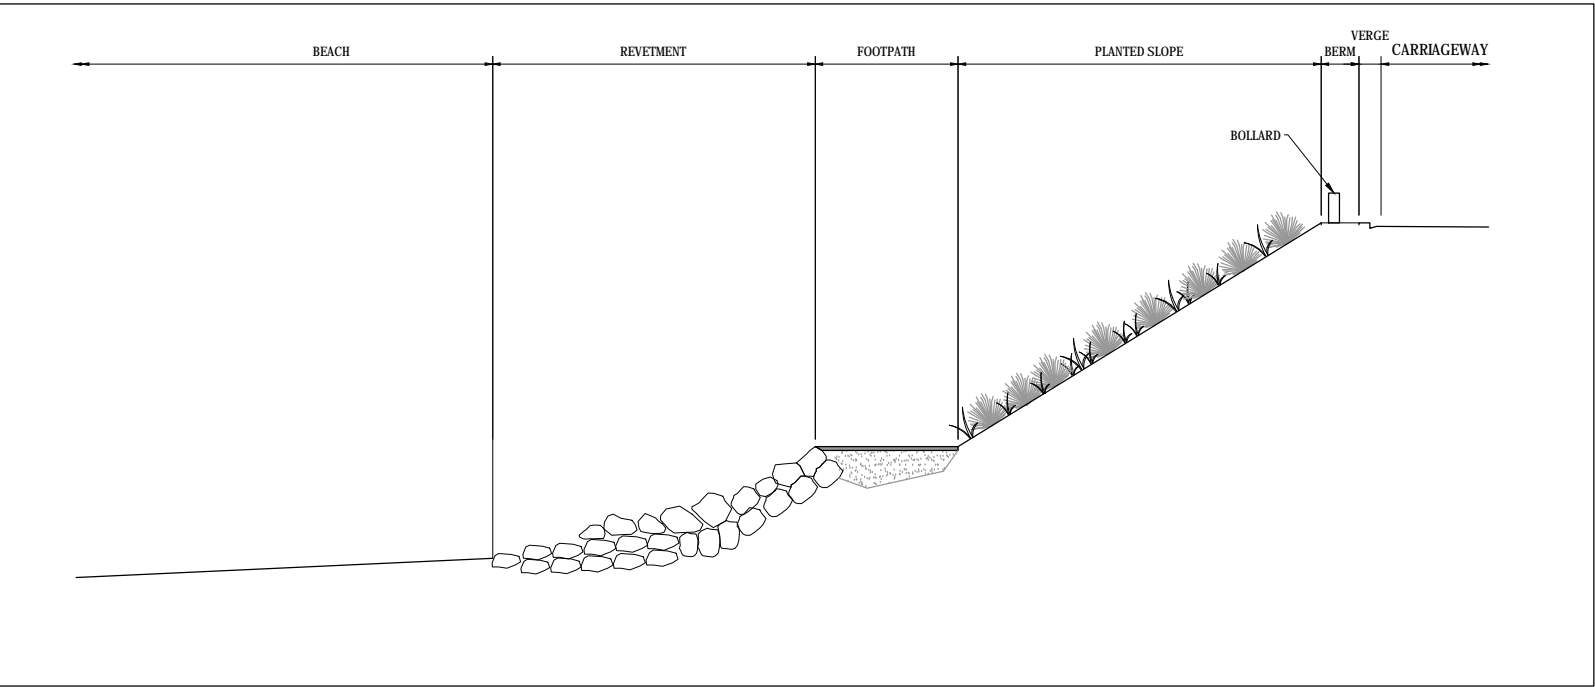 VERGE
BEACH
REVETMENT
FOOTPATH
PLANTED SLOPE
BERM
CARRIAGEWAY
BOLLARD